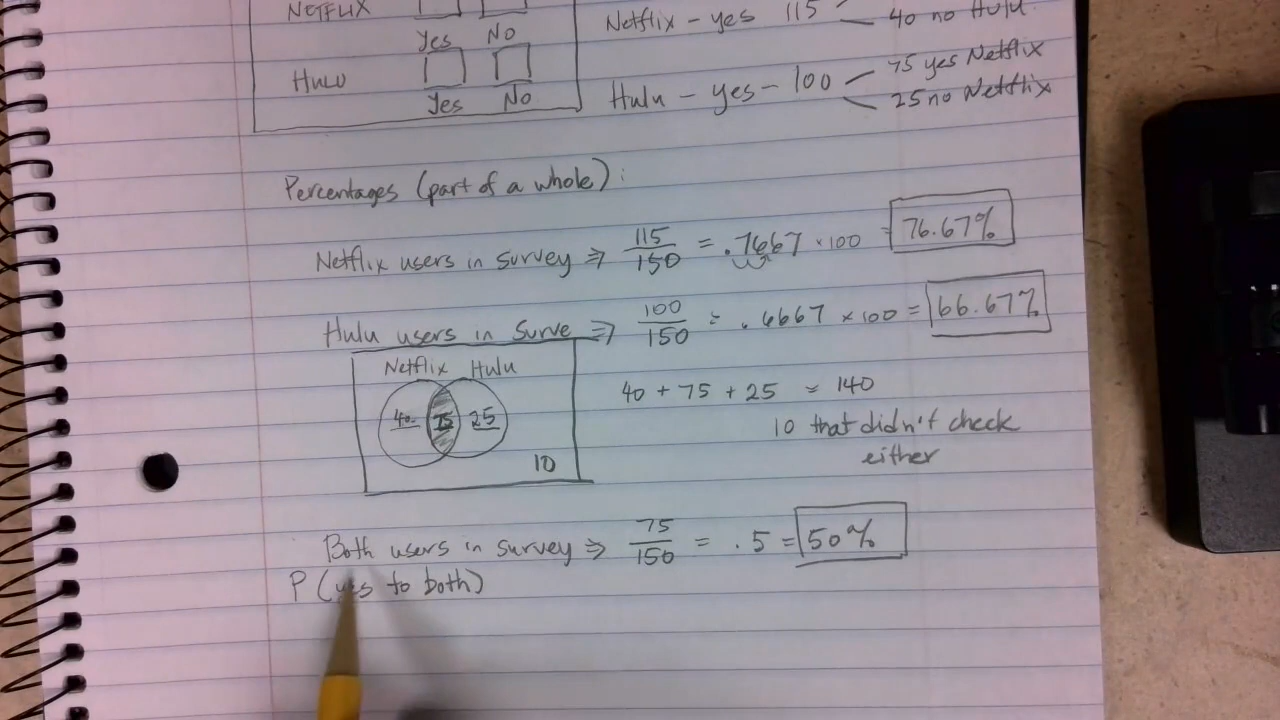 NETFLIX
Yes No
Netflix - yes 115
40 no Hulu
HULU
Yes No
Hulu - yes - 100
75 yes Netflix
25 no Netflix
Percentages (part of a whole):
Netflix users in survey ⇒ 115/150 = .7667 × 100 = 76.67%
Hulu users in Surve ⇒ 100/150 = .6667 × 100 = 66.67%
Netflix Hulu
40 75 25
10
40 + 75 + 25 = 140
10 that didn't check
either
Both users in survey ⇒ 75/150 = .5 = 50%
P (yes to both)